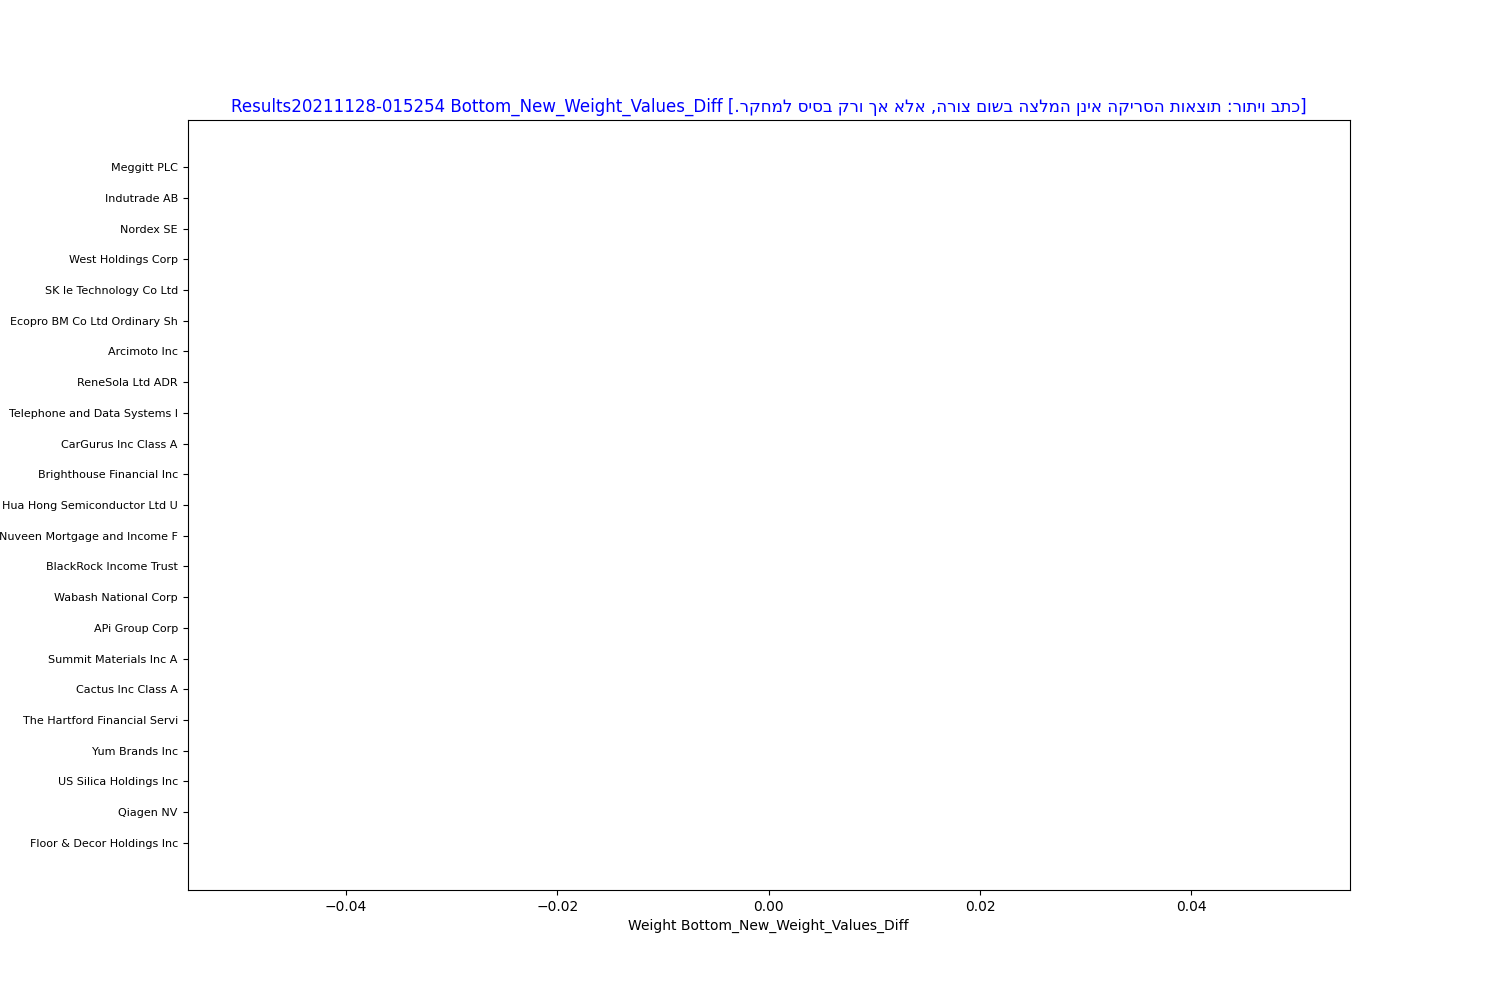 Results20211128-015254 Bottom_New_Weight_Values_Diff [כתב ויתור: תוצאות הסריקה אינן המלצה בשום צורה, אלא אך ורק בסיס למחקר.]
Meggitt PLC
Indutrade AB
Nordex SE
West Holdings Corp
SK Ie Technology Co Ltd
Ecopro BM Co Ltd Ordinary Sh
Arcimoto Inc
ReneSola Ltd ADR
Telephone and Data Systems I
CarGurus Inc Class A
Brighthouse Financial Inc
Hua Hong Semiconductor Ltd U
Nuveen Mortgage and Income F
BlackRock Income Trust
Wabash National Corp
APi Group Corp
Summit Materials Inc A
Cactus Inc Class A
The Hartford Financial Servi
Yum Brands Inc
US Silica Holdings Inc
Qiagen NV
Floor & Decor Holdings Inc
−0.04 −0.02 0.00 0.02 0.04
Weight Bottom_New_Weight_Values_Diff